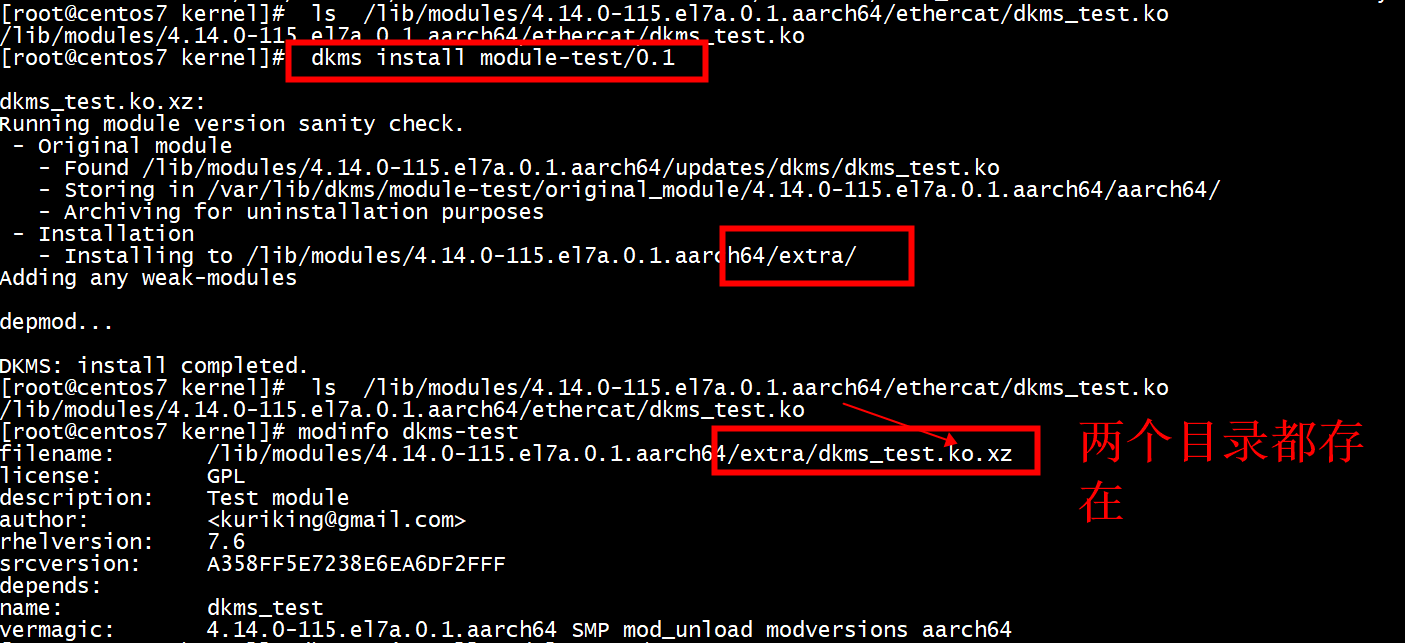 [root@centos7 kernel]#  ls  /lib/modules/4.14.0-115.el7a.0.1.aarch64/ethercat/dkms_test.ko
/lib/modules/4.14.0-115.el7a.0.1.aarch64/ethercat/dkms_test.ko
[root@centos7 kernel]#  dkms install module-test/0.1
dkms_test.ko.xz:
Running module version sanity check.
 - Original module
   - Found /lib/modules/4.14.0-115.el7a.0.1.aarch64/updates/dkms/dkms_test.ko
   - Storing in /var/lib/dkms/module-test/original_module/4.14.0-115.el7a.0.1.aarch64/aarch64/
   - Archiving for uninstallation purposes
 - Installation
   - Installing to /lib/modules/4.14.0-115.el7a.0.1.aarch64/extra/
Adding any weak-modules
depmod...
DKMS: install completed.
[root@centos7 kernel]#  ls  /lib/modules/4.14.0-115.el7a.0.1.aarch64/ethercat/dkms_test.ko
/lib/modules/4.14.0-115.el7a.0.1.aarch64/ethercat/dkms_test.ko
[root@centos7 kernel]# modinfo dkms-test
filename:       /lib/modules/4.14.0-115.el7a.0.1.aarch64/extra/dkms_test.ko.xz
license:        GPL
description:    Test module
author:         <kuriking@gmail.com>
rhelversion:    7.6
srcversion:     A358FF5E7238E6EA6DF2FFF
depends:
name:           dkms_test
vermagic:       4.14.0-115.el7a.0.1.aarch64 SMP mod_unload modversions aarch64
两个目录都存
在